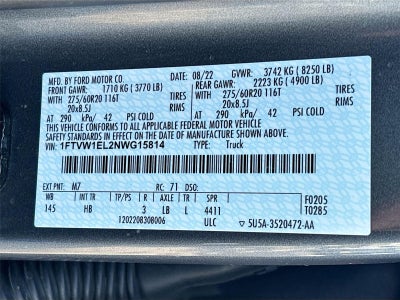 MFD. BY FORD MOTOR CO. 08/22 GVWR: 3742 KG ( 8250 LB)
FRONT GAWR: 1710 KG ( 3770 LB) REAR GAWR: 2223 KG ( 4900 LB)
275/60R20 116T WITH 275/60R20 116T WITH
20x8.5J TIRES 20x8.5J TIRES
RIMS RIMS
AT 290 kPa/ 42 PSI COLD AT 290 kPa/ 42 PSI COLD
THIS VEHICLE CONFORMS TO ALL APPLICABLE FEDERAL MOTOR VEHICLE
SAFETY STANDARDS IN EFFECT ON THE DATE OF MANUFACTURE SHOWN ABOVE.
VIN: 1FTVW1EL2NWG15814 TYPE: Truck
EXT PNT: M7 RC: 71 DSO:
WB INT TR TP/PS R AXLE TR SPR F0205
145 HB 3 LB L 4411 T0285
1202208308006 ULC 5U5A-3520472-AA